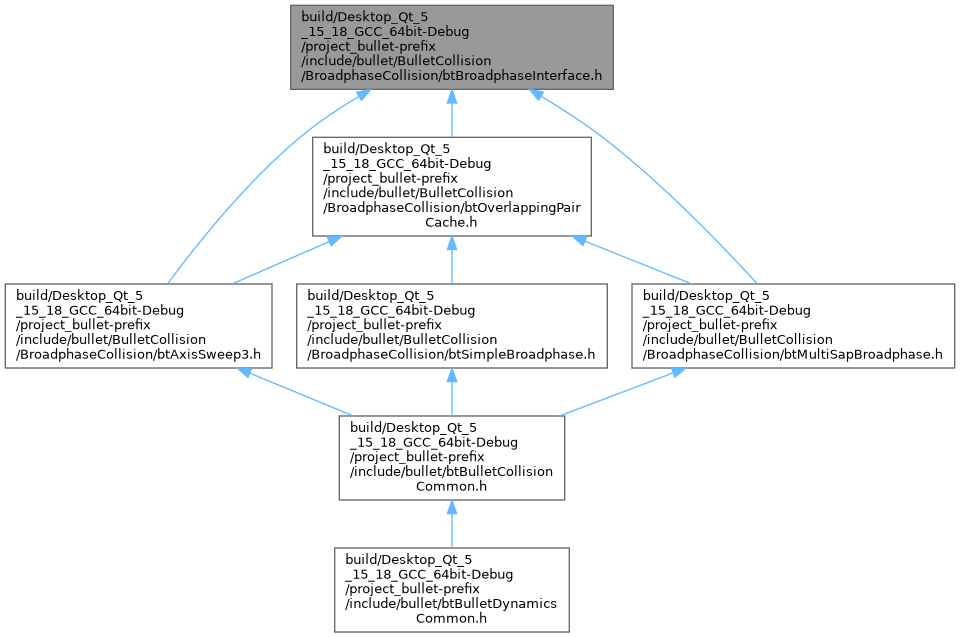 build/Desktop_Qt_5
_15_18_GCC_64bit-Debug
/project_bullet-prefix
/include/bullet/BulletCollision
/BroadphaseCollision/btBroadphaseInterface.h
build/Desktop_Qt_5
_15_18_GCC_64bit-Debug
/project_bullet-prefix
/include/bullet/BulletCollision
/BroadphaseCollision/btOverlappingPair
Cache.h
build/Desktop_Qt_5
_15_18_GCC_64bit-Debug
/project_bullet-prefix
/include/bullet/BulletCollision
/BroadphaseCollision/btAxisSweep3.h
build/Desktop_Qt_5
_15_18_GCC_64bit-Debug
/project_bullet-prefix
/include/bullet/BulletCollision
/BroadphaseCollision/btSimpleBroadphase.h
build/Desktop_Qt_5
_15_18_GCC_64bit-Debug
/project_bullet-prefix
/include/bullet/BulletCollision
/BroadphaseCollision/btMultiSapBroadphase.h
build/Desktop_Qt_5
_15_18_GCC_64bit-Debug
/project_bullet-prefix
/include/bullet/btBulletCollision
Common.h
build/Desktop_Qt_5
_15_18_GCC_64bit-Debug
/project_bullet-prefix
/include/bullet/btBulletDynamics
Common.h